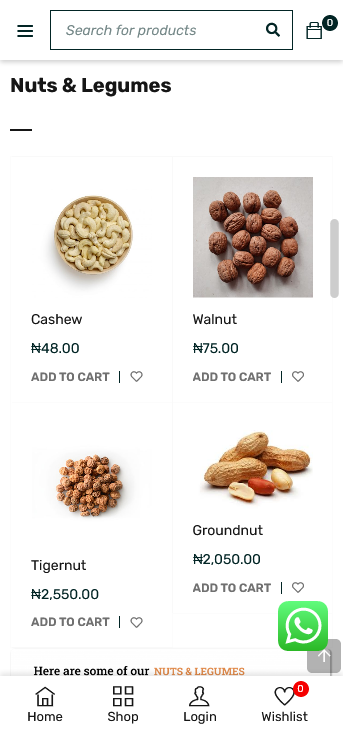 Search for products
0
Nuts & Legumes
Cashew
₦48.00
ADD TO CART |
Walnut
₦75.00
ADD TO CART |
Tigernut
₦2,550.00
ADD TO CART |
Groundnut
₦2,050.00
ADD TO CART |
Here are some of our NUTS & LEGUMES
Home
Shop
Login
0
Wishlist